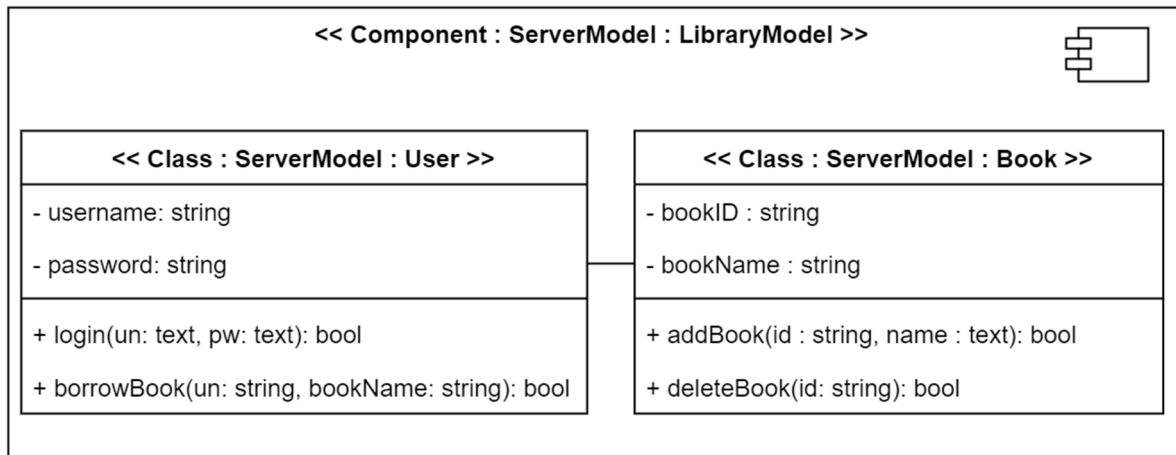 << Component : ServerModel : LibraryModel >>
<< Class : ServerModel : User >>
- username: string
- password: string
+ login(un: text, pw: text): bool
+ borrowBook(un: string, bookName: string): bool
<< Class : ServerModel : Book >>
- bookID : string
- bookName : string
+ addBook(id : string, name : text): bool
+ deleteBook(id: string): bool